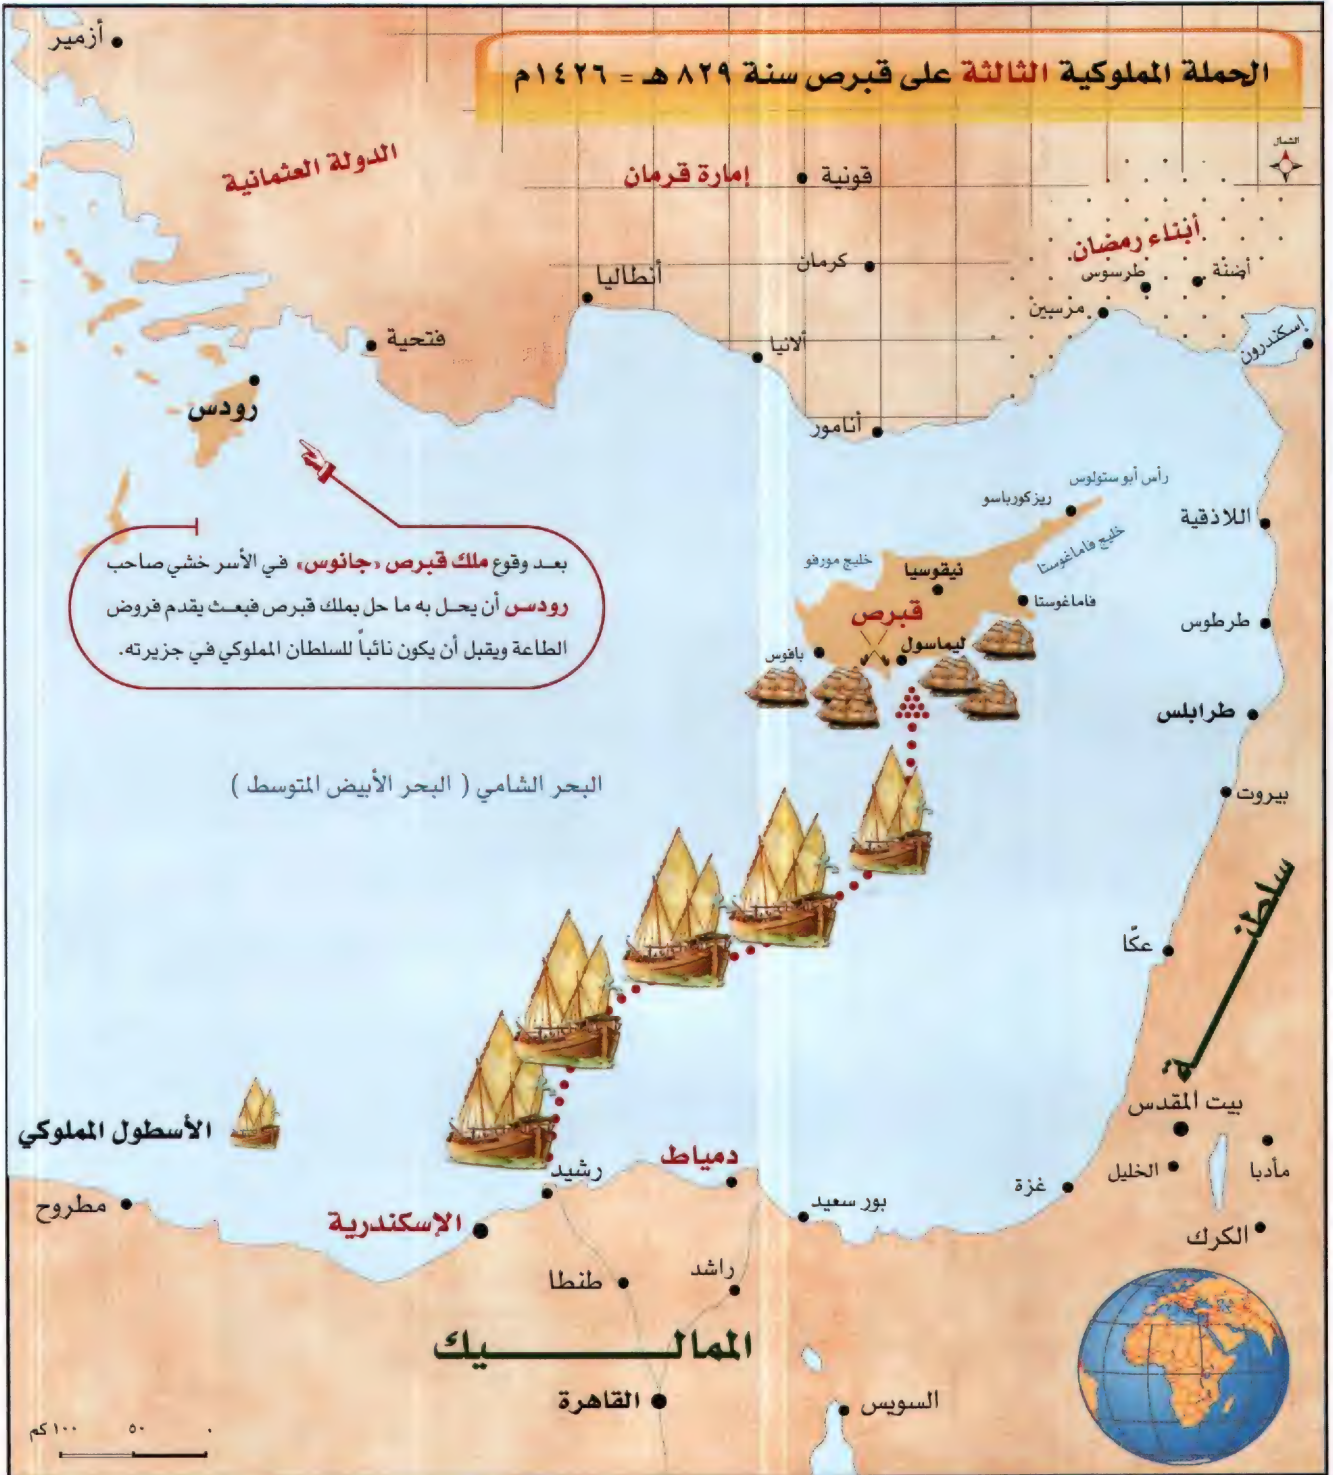 الحملة المملوكية الثالثة على قبرص سنة ٨٢٩ هـ = ١٤٢٦م
الشمال
أزمير
الدولة العثمانية
إمارة قرمان
قونية
أبناء رمضان
كرمان
طرسوس
أضنة
أنطاليا
مرسين
فتحية
ألانيا
إسكندرون
رودس
أنامور
رأس أبو ستولوس
ريزكورباسو
اللاذقية
خليج فاماغوستا
خليج مورفو
نيقوسيا
فاماغوستا
قبرص
طرطوس
ليماسول
بافوس
بعد وقوع ملك قبرص «جانوس» في الأسر خشي صاحب
رودس أن يحل به ما حل بملك قبرص فبعث يقدم فروض
الطاعة ويقبل أن يكون نائباً للسلطان المملوكي في جزيرته.
طرابلس
البحر الشامي ( البحر الأبيض المتوسط )
بيروت
سلطنـــة
عكّا
بيت المقدس
الأسطول المملوكي
رشيد
دمياط
غزة
الخليل
مأدبا
مطروح
الإسكندرية
بور سعيد
الكرك
طنطا
راشد
المماليـــــــك
القاهرة
السويس
٠ ٥٠ ١٠٠ كم